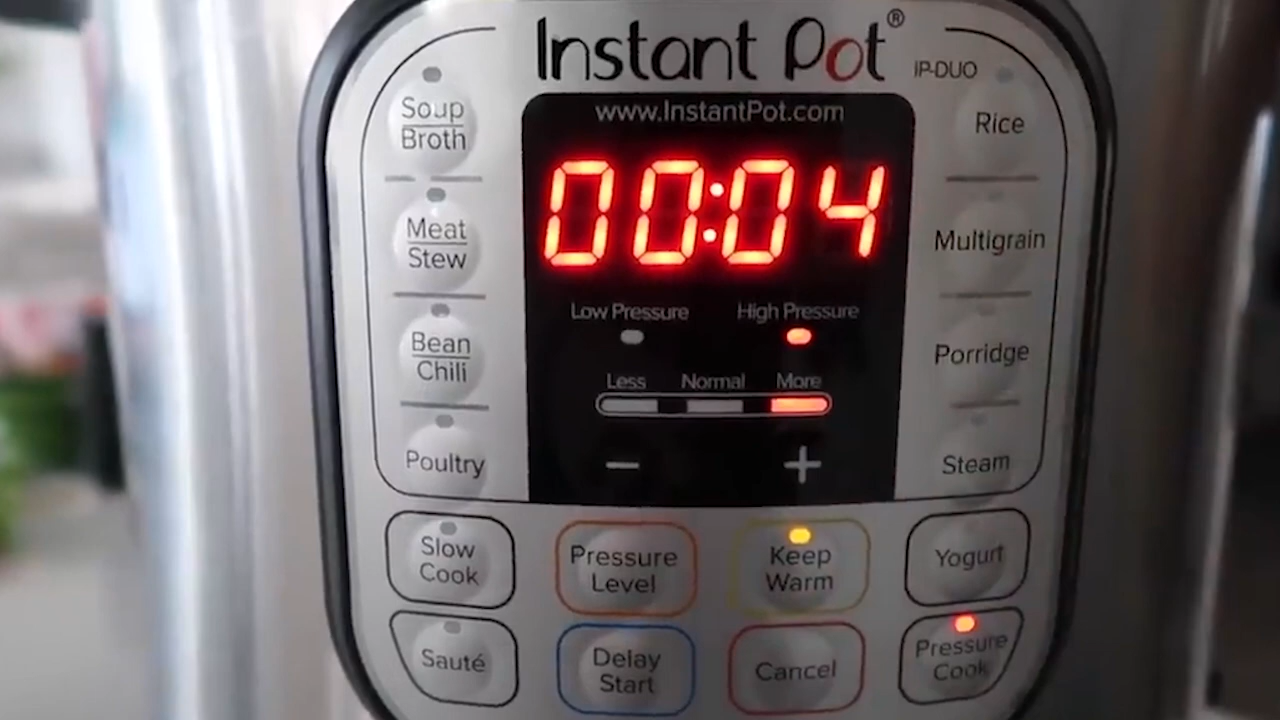 Instant Pot®
IP-DUO
www.InstantPot.com
00:04
Low Pressure High Pressure
Less Normal More
− +
Soup
Broth
Meat
Stew
Bean
Chili
Poultry
Rice
Multigrain
Porridge
Steam
Slow
Cook
Pressure
Level
Keep
Warm
Yogurt
Sauté
Delay
Start
Cancel
Pressure
Cook